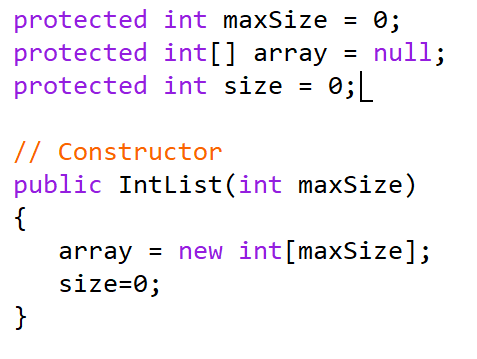 protected int maxSize = 0;
protected int[] array = null;
protected int size = 0;
// Constructor
public IntList(int maxSize)
{
array = new int[maxSize];
size=0;
}